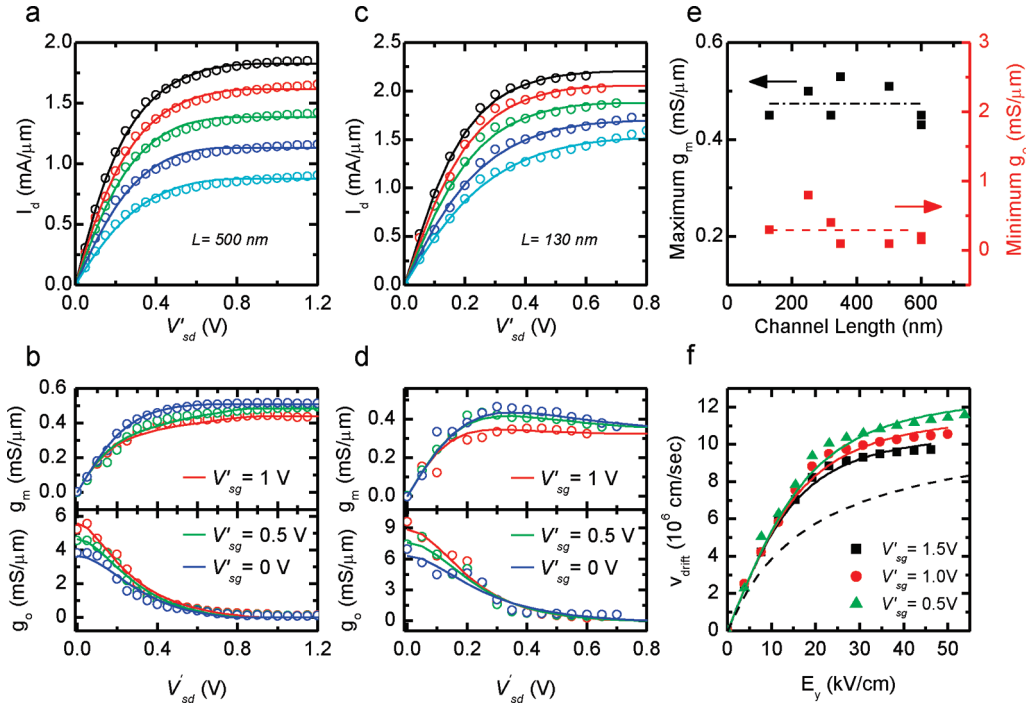 a
2.0
1.5
1.0
0.5
0.0
I_d (mA/μm)
L= 500 nm
0.0 0.4 0.8 1.2
V'_sd (V)
c
2.5
2.0
1.5
1.0
0.5
0.0
I_d (mA/μm)
L= 130 nm
0.0 0.2 0.4 0.6 0.8
V'_sd (V)
e
0.6
0.4
0.2
Maximum g_m (mS/μm)
3
2
1
0
Minimum g_o (mS/μm)
0 200 400 600
Channel Length (nm)
b
0.6
0.4
0.2
0.0
g_m (mS/μm)
V'_sg = 1 V
6
4
2
0
g_o (mS/μm)
V'_sg = 0.5 V
V'_sg = 0 V
0.0 0.4 0.8 1.2
V'_sd (V)
d
0.4
0.2
0.0
g_m (mS/μm)
V'_sg = 1 V
9
6
3
0
g_o (mS/μm)
V'_sg = 0.5 V
V'_sg = 0 V
0.0 0.2 0.4 0.6 0.8
V'_sd (V)
f
12
10
8
6
4
2
0
v_drift (10^6 cm/sec)
V'_sg = 1.5V
V'_sg = 1.0V
V'_sg = 0.5V
0 10 20 30 40 50
E_y (kV/cm)